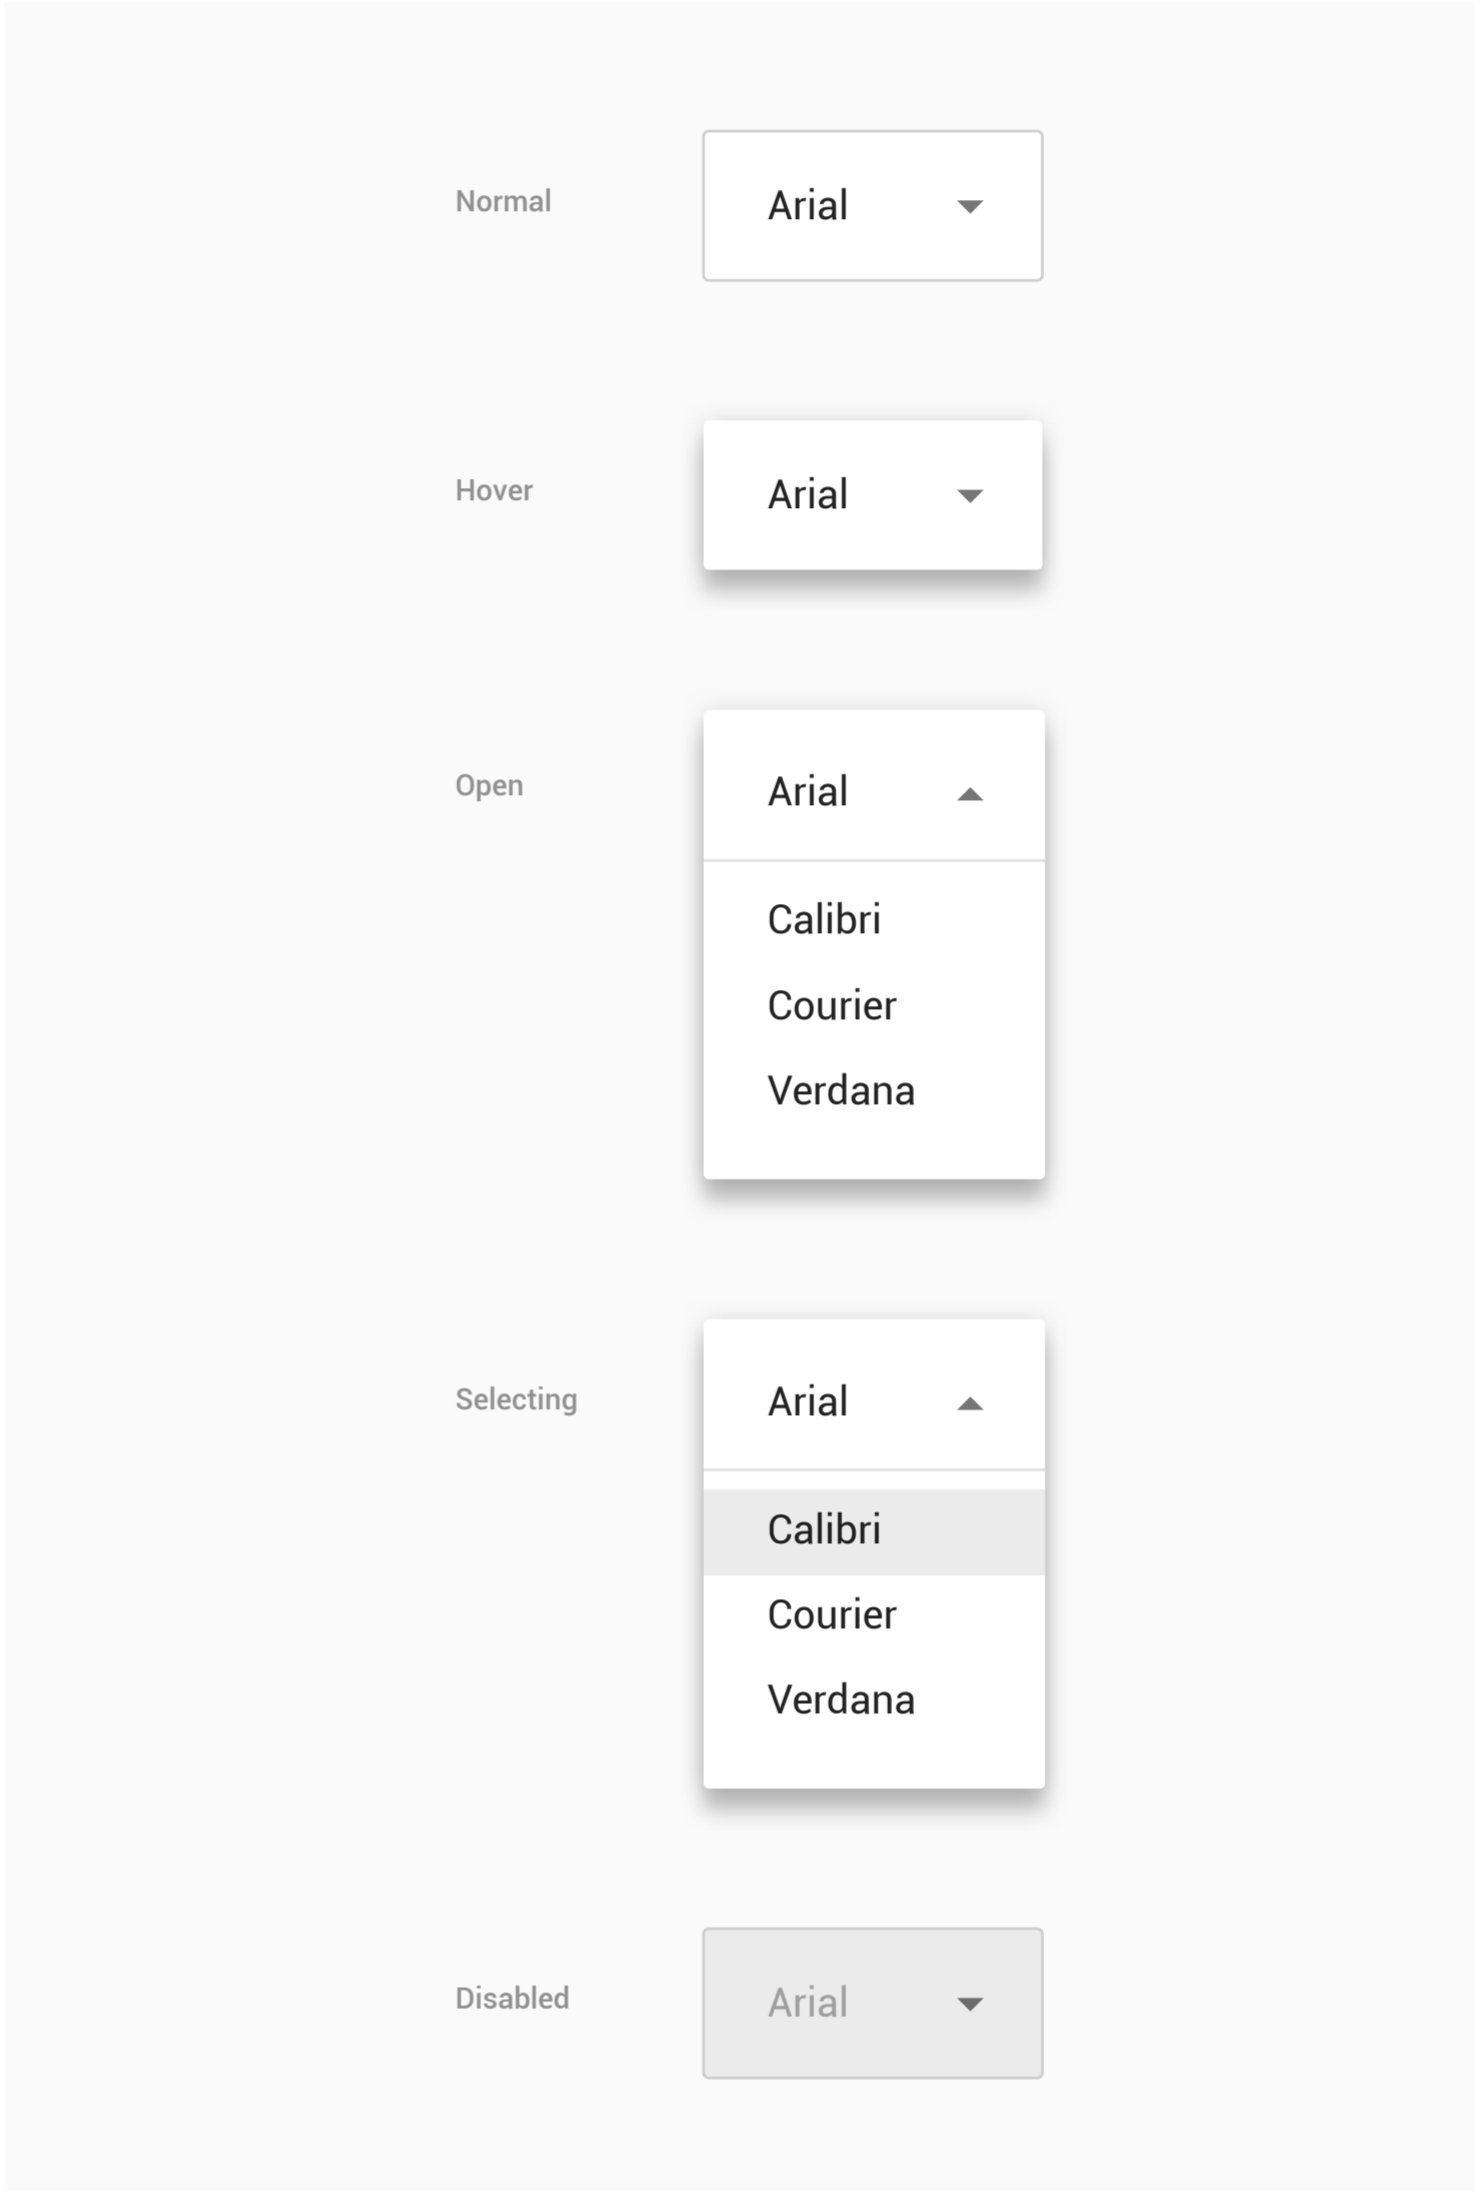 Normal
Arial
Hover
Arial
Open
Arial
Calibri
Courier
Verdana
Selecting
Arial
Calibri
Courier
Verdana
Disabled
Arial